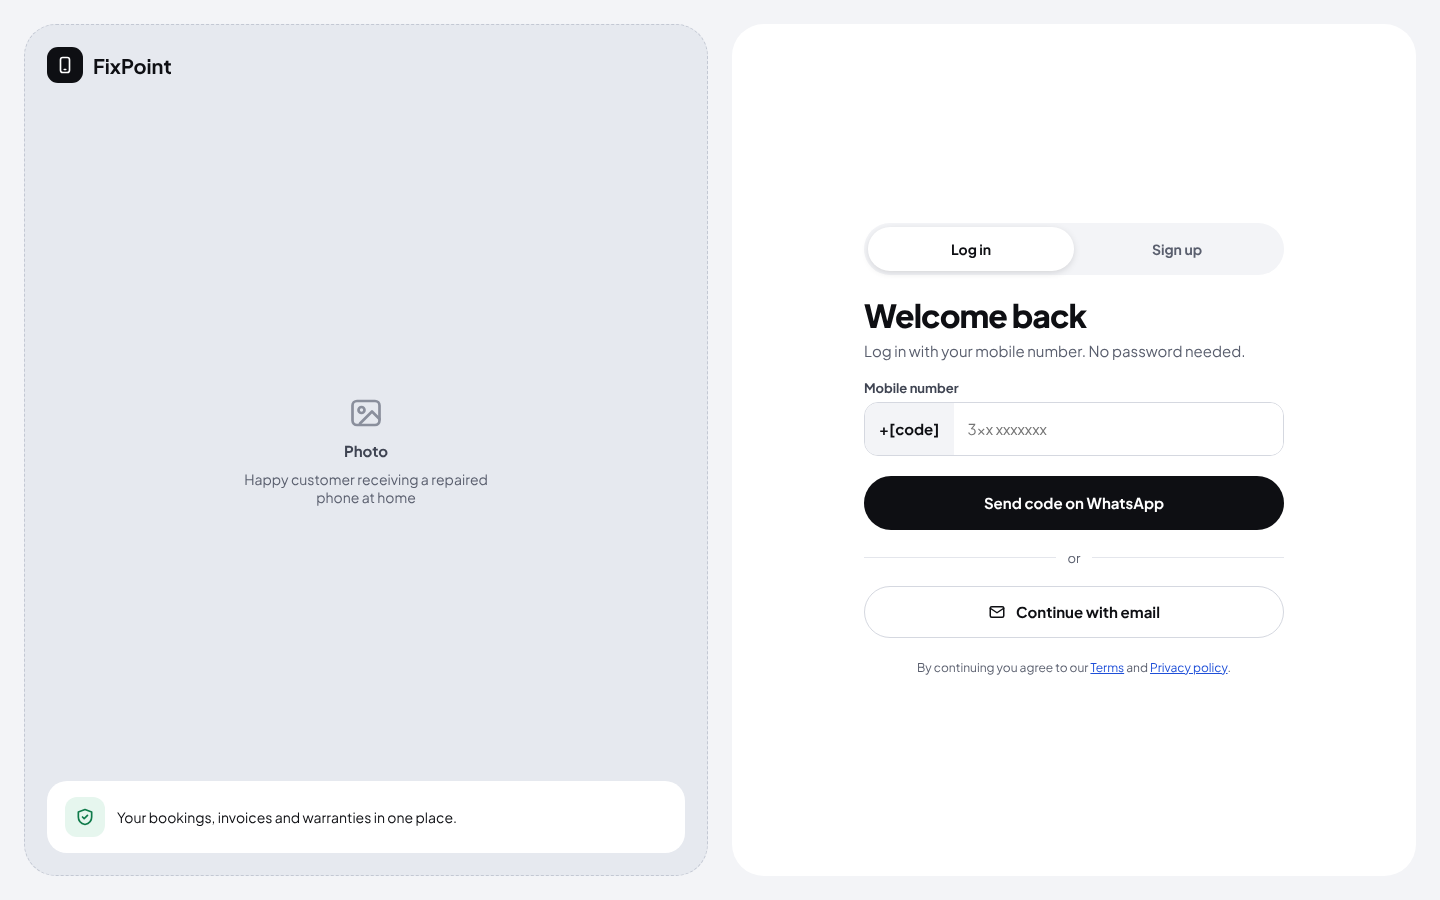 FixPoint
Photo
Happy customer receiving a repaired
phone at home
Your bookings, invoices and warranties in one place.
Log in
Sign up
Welcome back
Log in with your mobile number. No password needed.
Mobile number
+[code]
3xx xxxxxxx
Send code on WhatsApp
or
Continue with email
By continuing you agree to our Terms and Privacy policy.